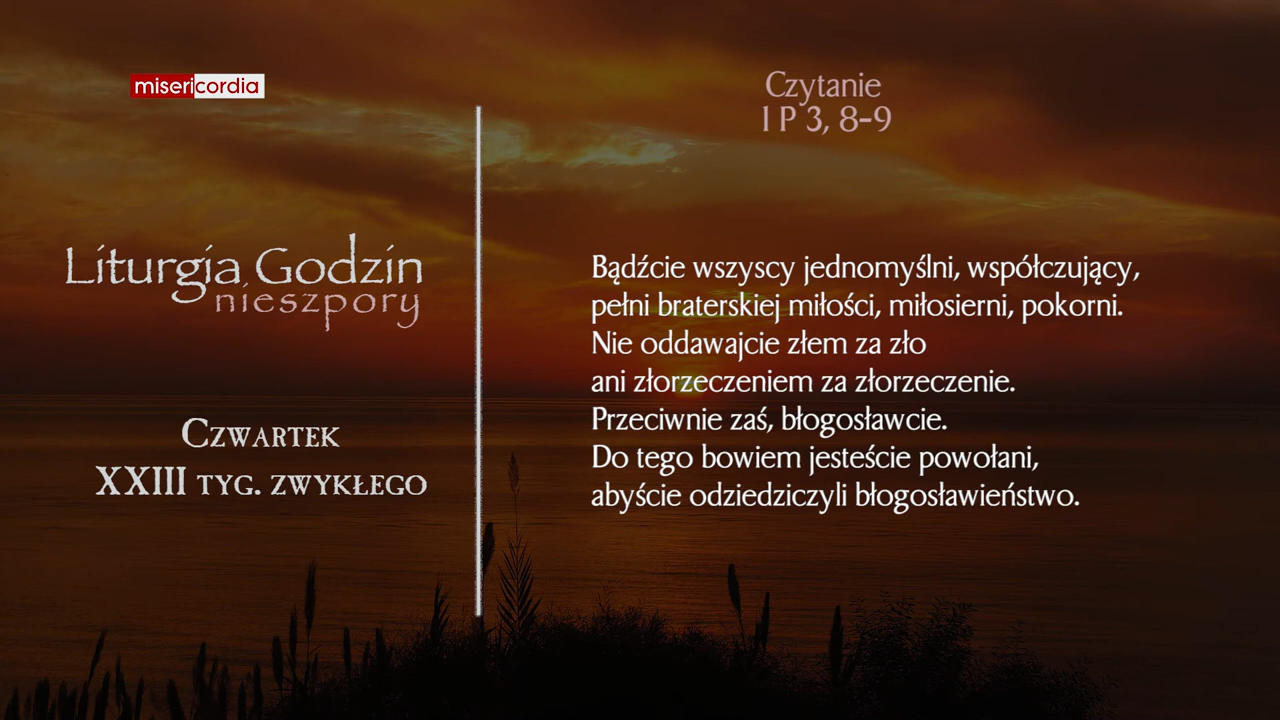 misericordia
Liturgia Godzin
nieszpory
Czwartek
XXIII tyg. zwykłego
Czytanie
1 P 3, 8-9
Bądźcie wszyscy jednomyślni, współczujący,
pełni braterskiej miłości, miłosierni, pokorni.
Nie oddawajcie złem za zło
ani złorzeczeniem za złorzeczenie.
Przeciwnie zaś, błogosławcie.
Do tego bowiem jesteście powołani,
abyście odziedziczyli błogosławieństwo.